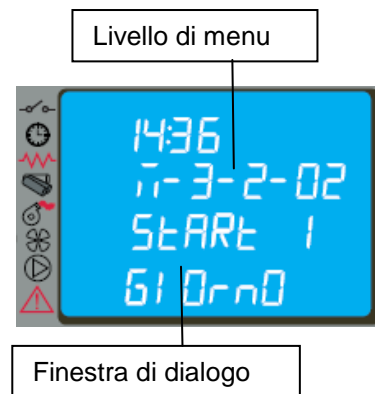 Livello di menu
14:36
M-3-2-02
StARt 1
GIOrnO
Finestra di dialogo